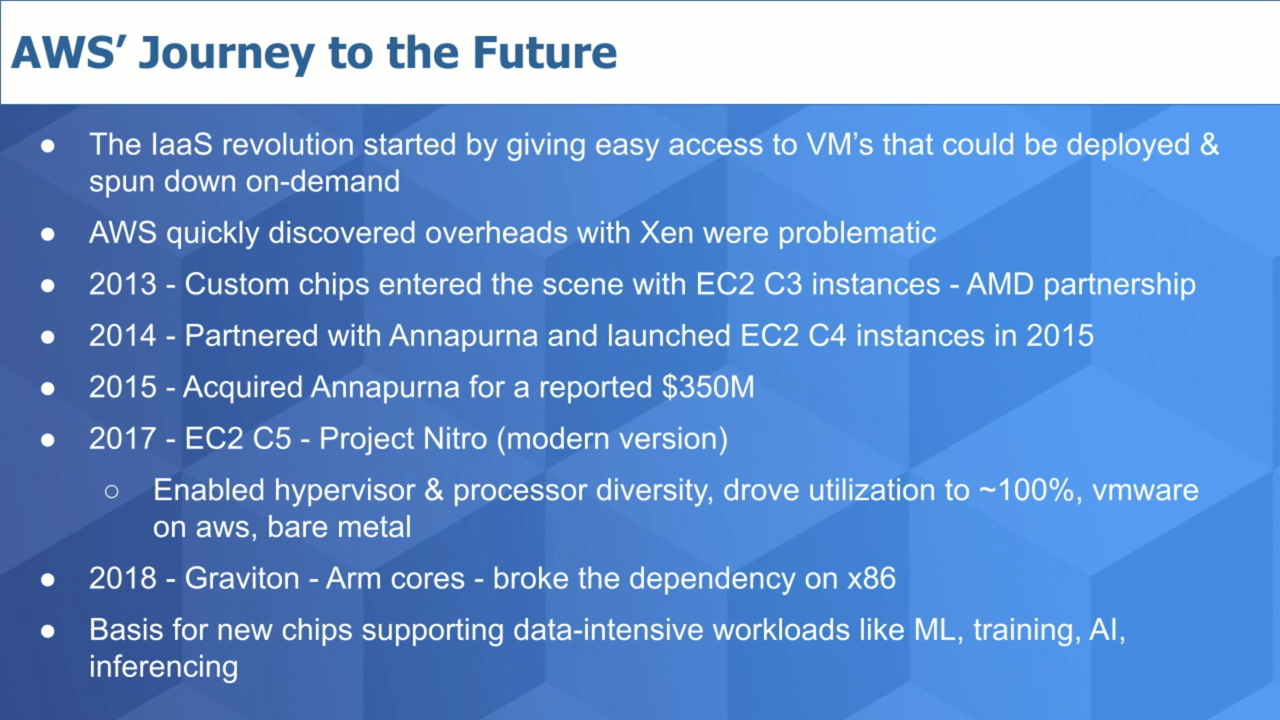 AWS’ Journey to the Future
● The IaaS revolution started by giving easy access to VM’s that could be deployed &
spun down on-demand
● AWS quickly discovered overheads with Xen were problematic
● 2013 - Custom chips entered the scene with EC2 C3 instances - AMD partnership
● 2014 - Partnered with Annapurna and launched EC2 C4 instances in 2015
● 2015 - Acquired Annapurna for a reported $350M
● 2017 - EC2 C5 - Project Nitro (modern version)
○ Enabled hypervisor & processor diversity, drove utilization to ~100%, vmware
on aws, bare metal
● 2018 - Graviton - Arm cores - broke the dependency on x86
● Basis for new chips supporting data-intensive workloads like ML, training, AI,
inferencing